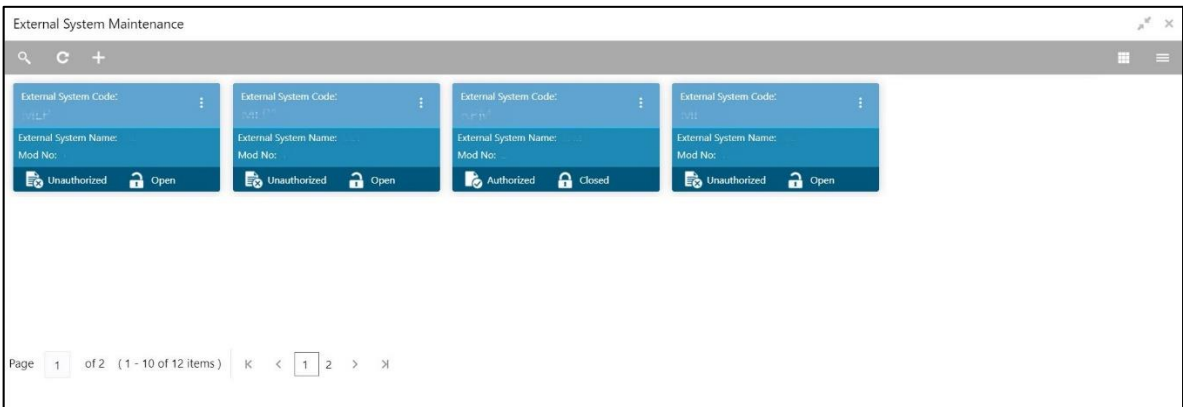 External System Maintenance
External System Code: External System Code: External System Code: External System Code:
External System Name: External System Name: External System Name: External System Name:
Mod No: Mod No: Mod No: Mod No:
Unauthorized Open Unauthorized Open Authorized Closed Unauthorized Open
Page 1 of 2 (1 - 10 of 12 items) 1 2